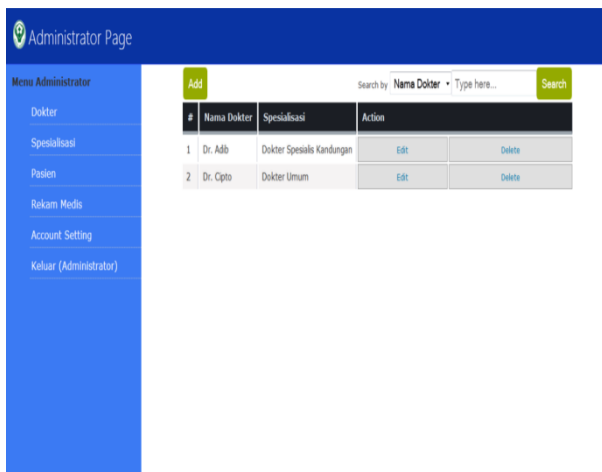 Administrator Page
Menu Administrator
Dokter
Spesialisasi
Pasien
Rekam Medis
Account Setting
Keluar (Administrator)
Add Search by Nama Dokter Type here... Search
# Nama Dokter Spesialisasi Action
1 Dr. Adib Dokter Spesialis Kandungan Edit Delete
2 Dr. Cipto Dokter Umum Edit Delete